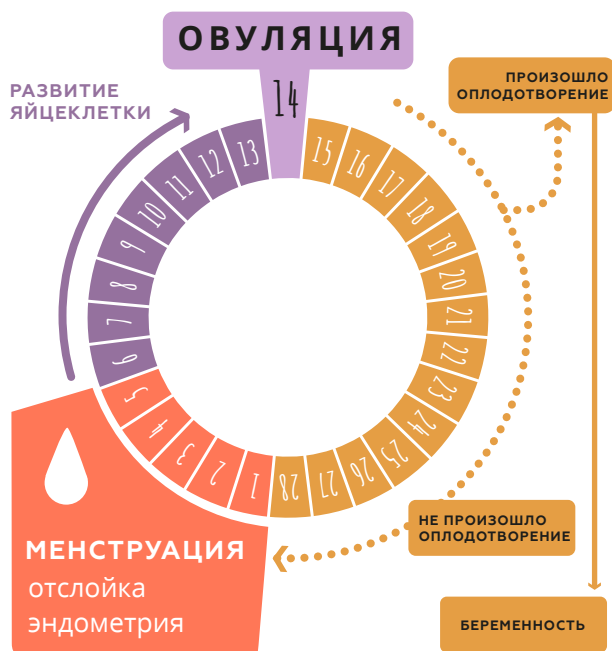 ОВУЛЯЦИЯ
14
РАЗВИТИЕ
ЯЙЦЕКЛЕТКИ
ПРОИЗОШЛО
ОПЛОДОТВОРЕНИЕ
1
2
3
4
5
6
7
8
9
10
11
12
13
15
16
17
18
19
20
21
22
23
24
25
26
27
28
НЕ ПРОИЗОШЛО
ОПЛОДОТВОРЕНИЕ
МЕНСТРУАЦИЯ
отслойка
эндометрия
БЕРЕМЕННОСТЬ